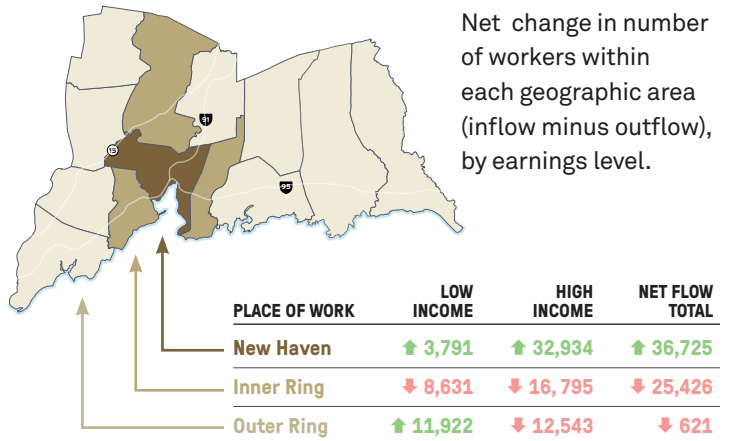 Net change in number
of workers within
each geographic area
(inflow minus outflow),
by earnings level.
91
15
95
PLACE OF WORK LOW INCOME HIGH INCOME NET FLOW TOTAL
New Haven 3,791 32,934 36,725
Inner Ring 8,631 16,795 25,426
Outer Ring 11,922 12,543 621